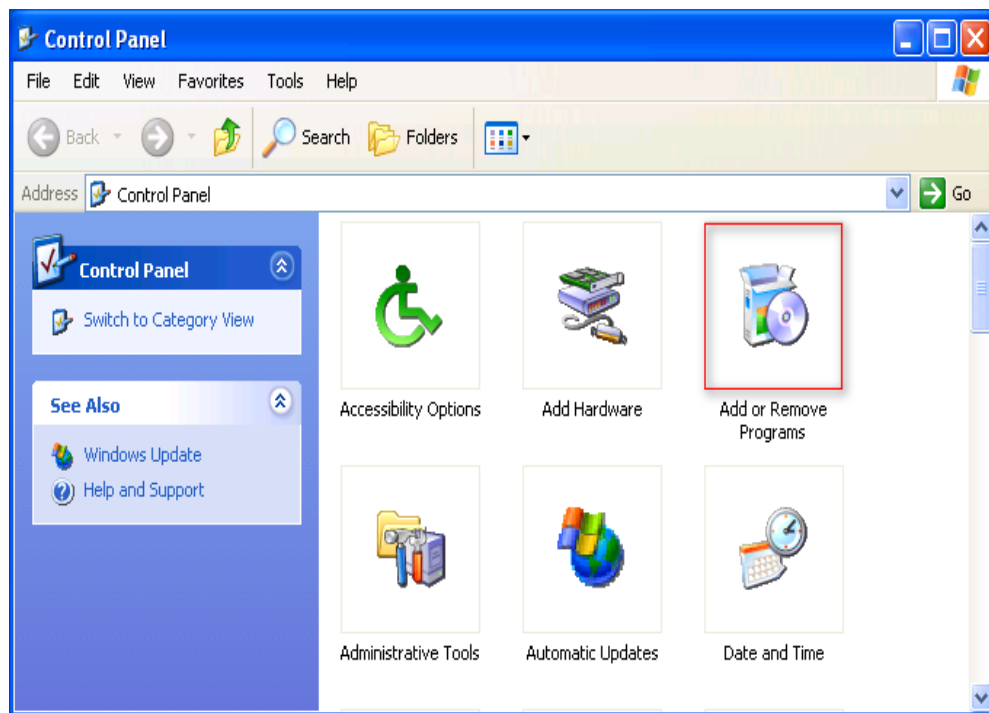 Control Panel
File Edit View Favorites Tools Help
Back Search Folders
Address Control Panel Go
Control Panel
Switch to Category View
See Also
Windows Update
Help and Support
Accessibility Options
Add Hardware
Add or Remove
Programs
Administrative Tools
Automatic Updates
Date and Time